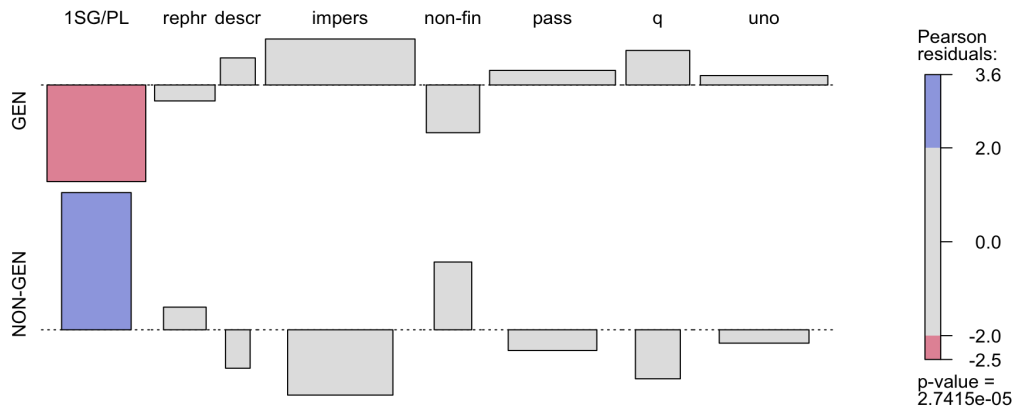 1SG/PL rephr descr impers non-fin pass q uno
GEN
NON-GEN
Pearson
residuals:
3.6
2.0
0.0
-2.0
-2.5
p-value =
2.7415e-05